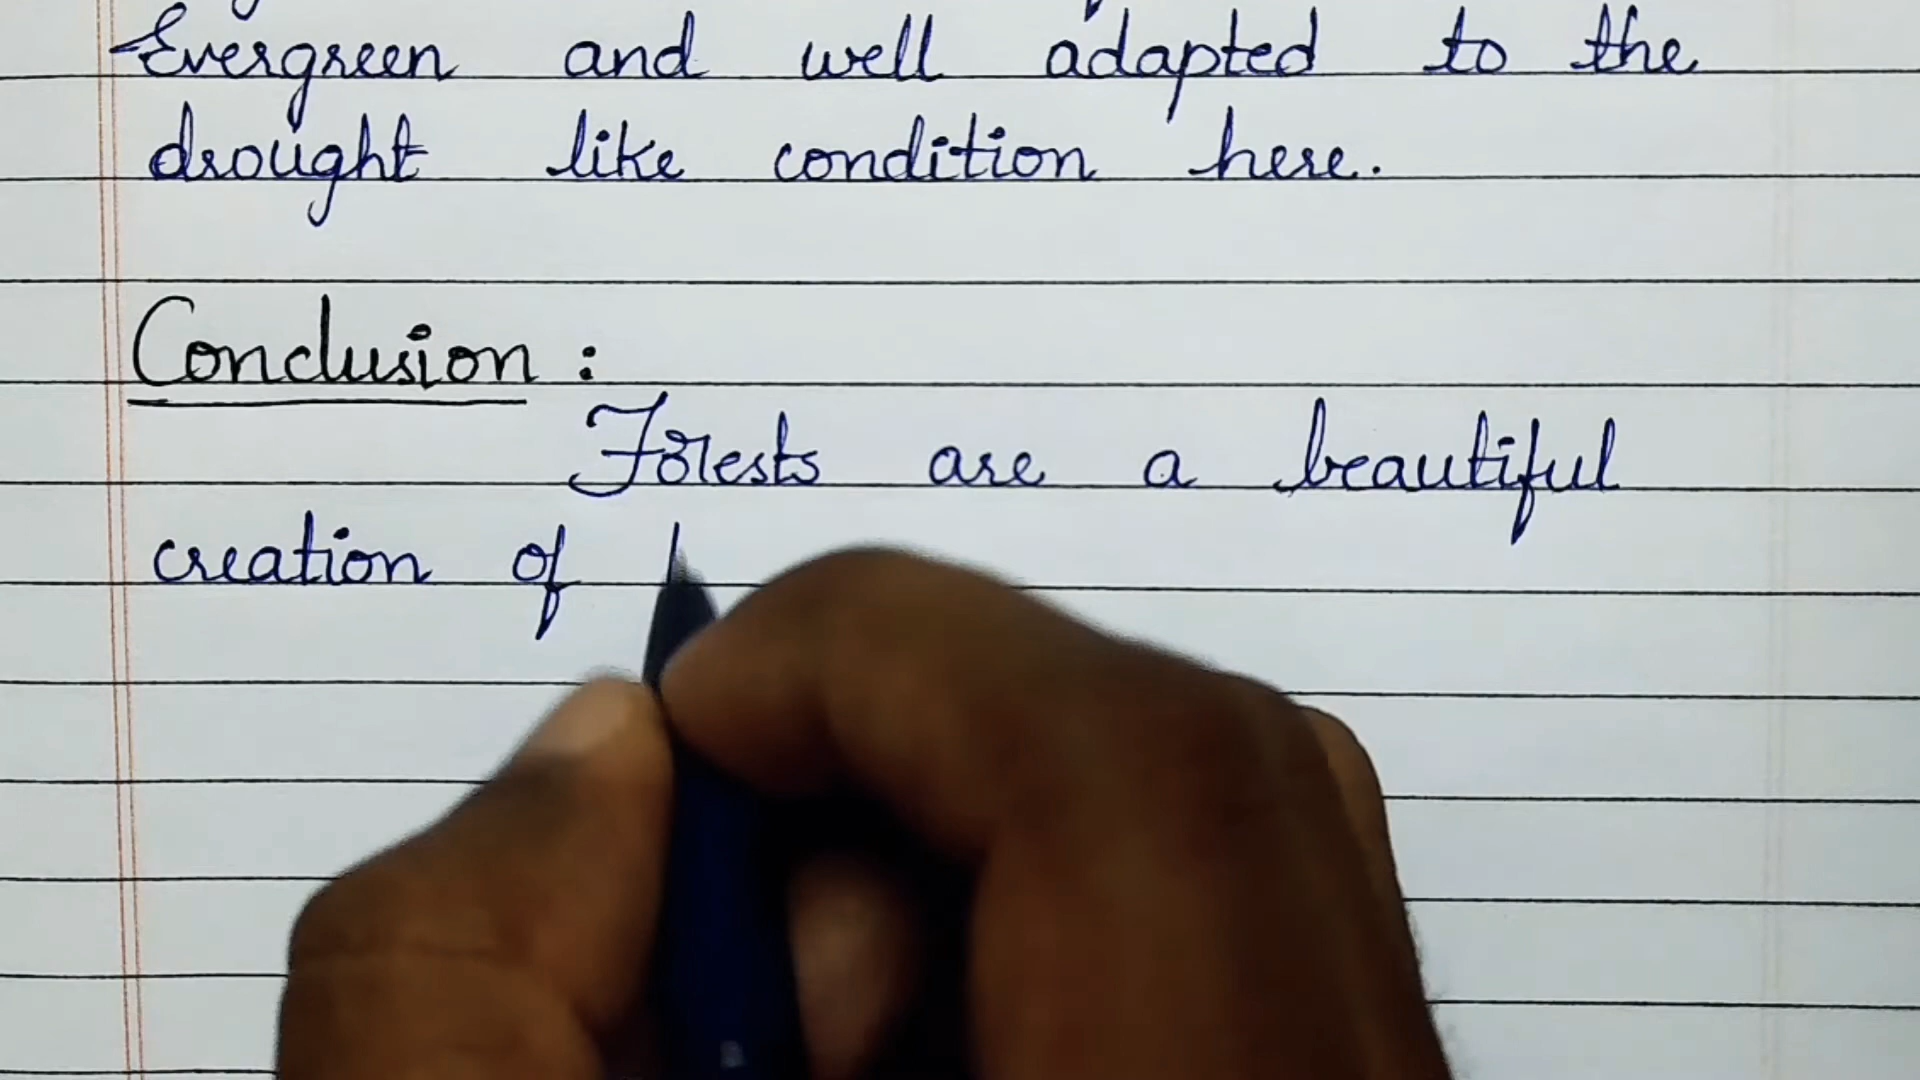 Evergreen and well adapted to the
drought like condition here.
Conclusion :
Forests are a beautiful
creation of